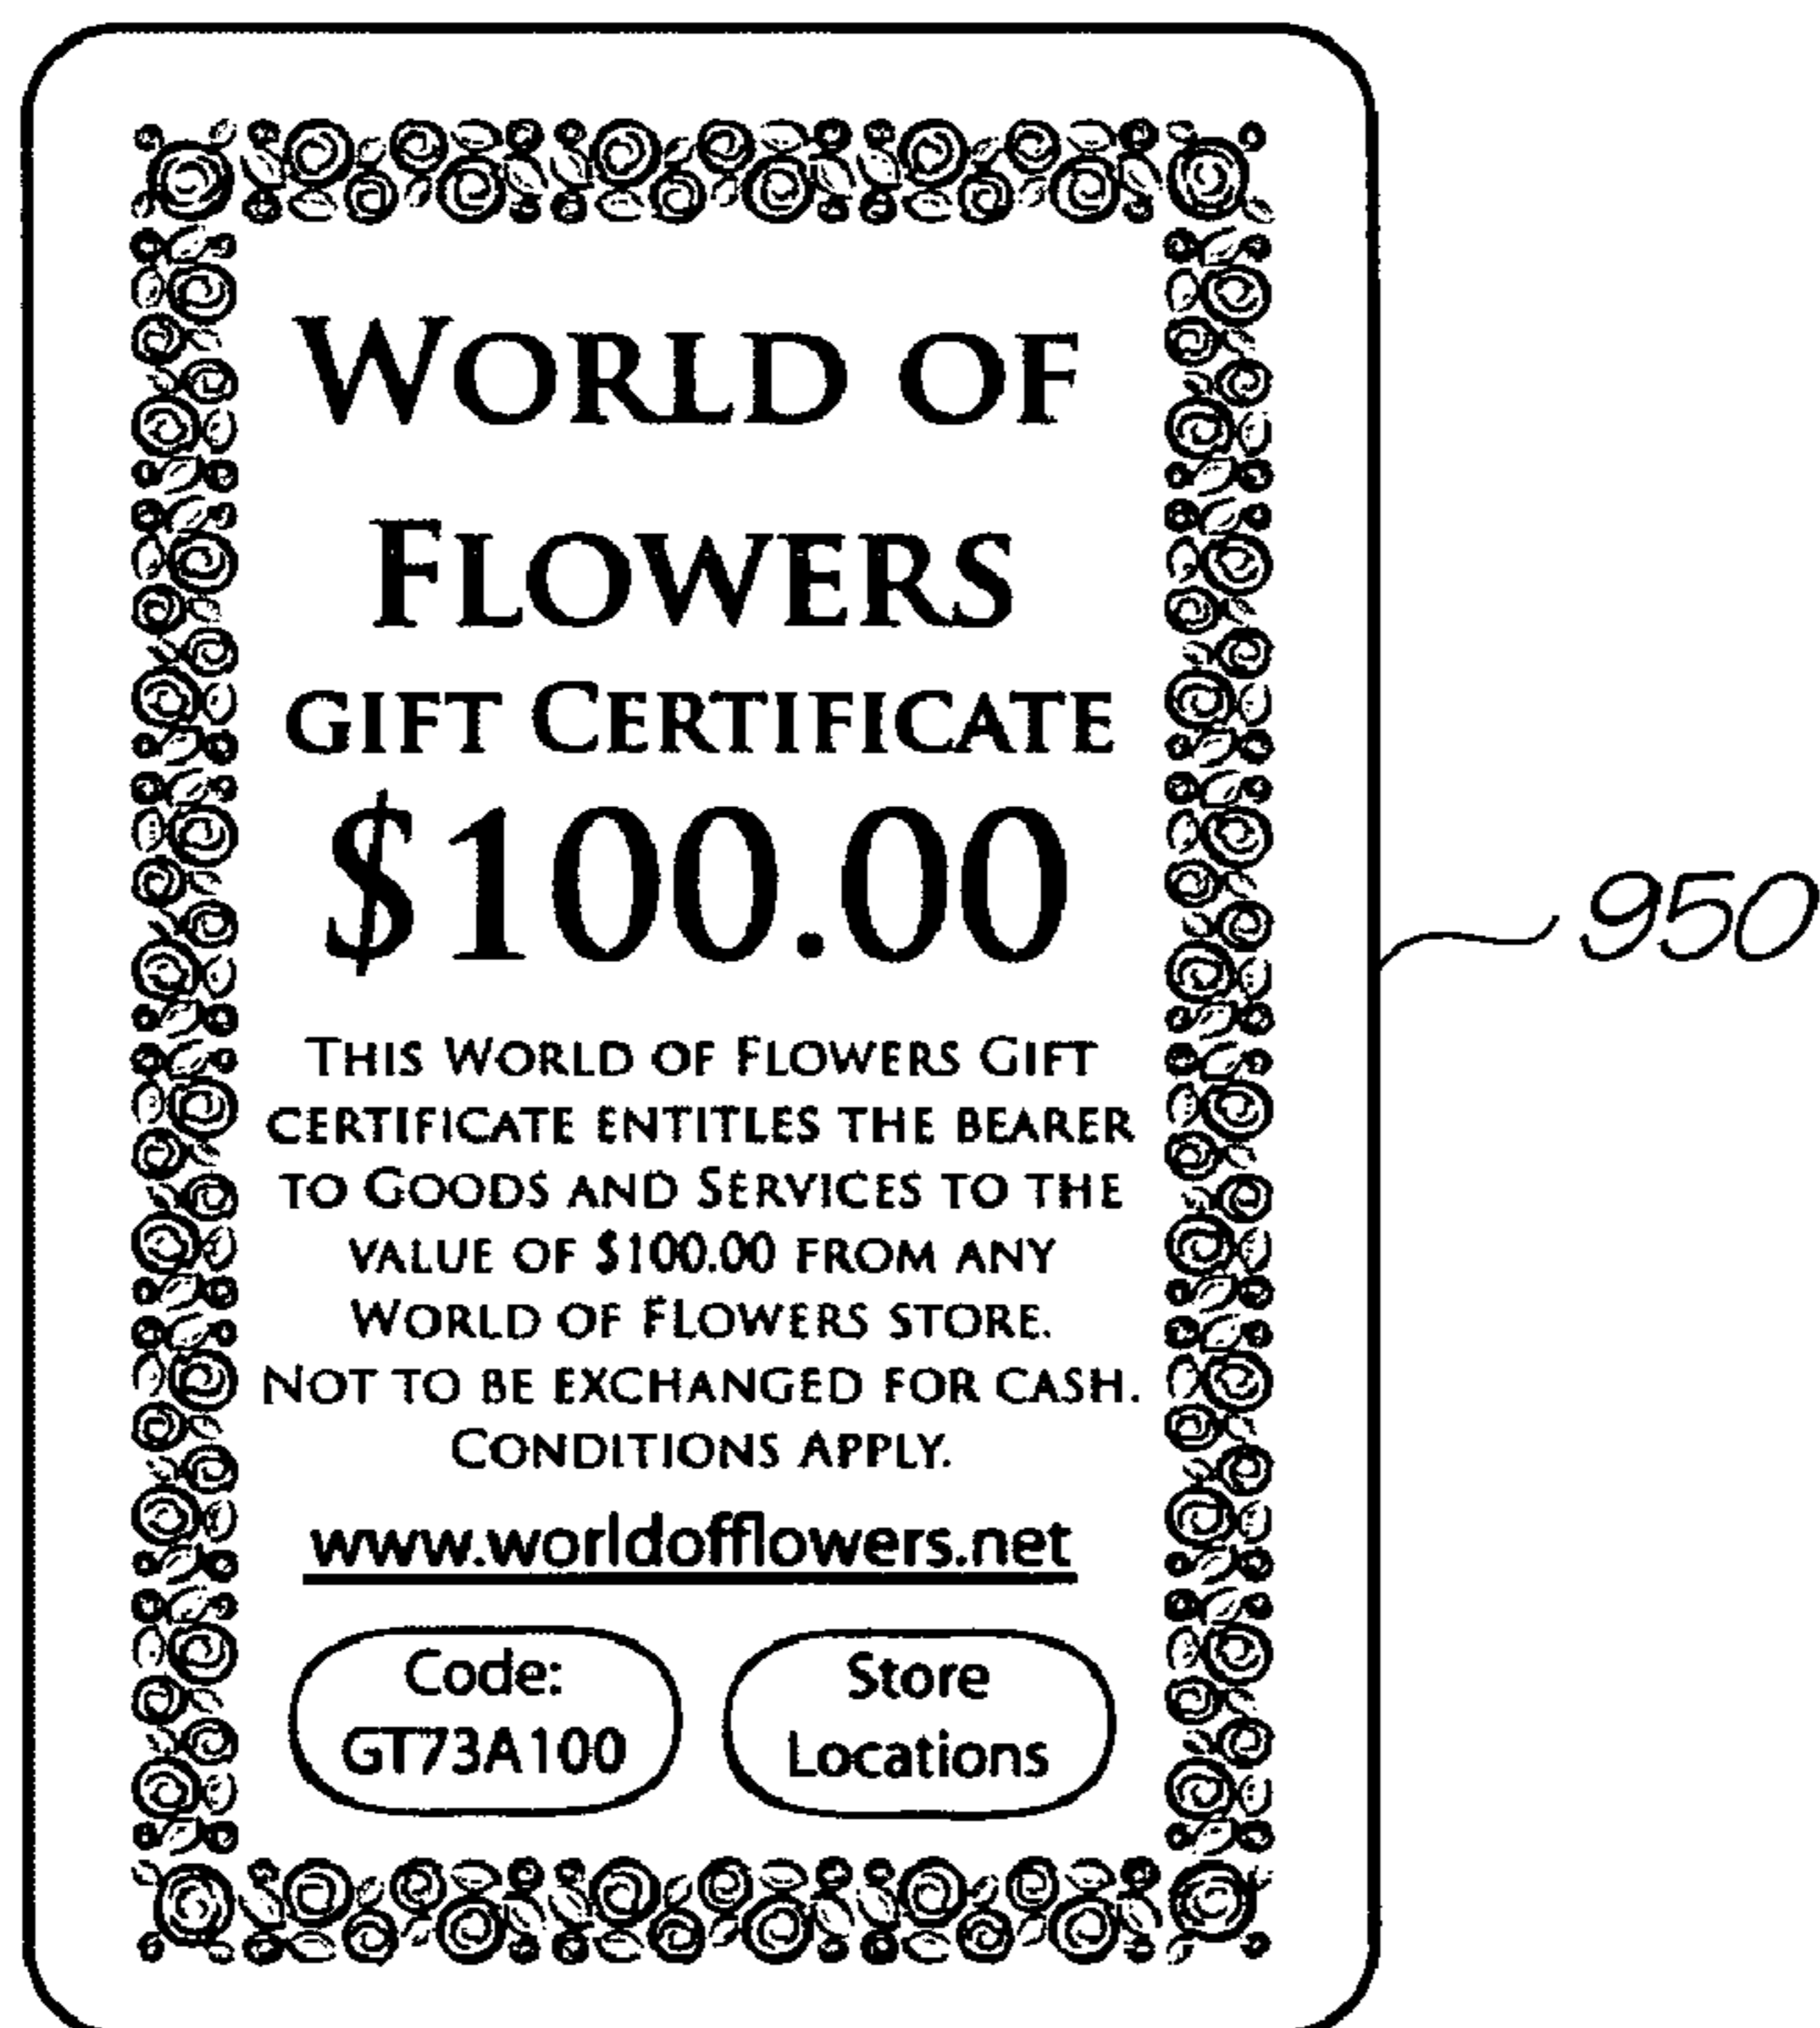 WORLD OF
FLOWERS
GIFT CERTIFICATE
$100.00
THIS WORLD OF FLOWERS GIFT
CERTIFICATE ENTITLES THE BEARER
TO GOODS AND SERVICES TO THE
VALUE OF $100.00 FROM ANY
WORLD OF FLOWERS STORE.
NOT TO BE EXCHANGED FOR CASH.
CONDITIONS APPLY.
www.worldofflowers.net
Code:
GT73A100
Store
Locations
950